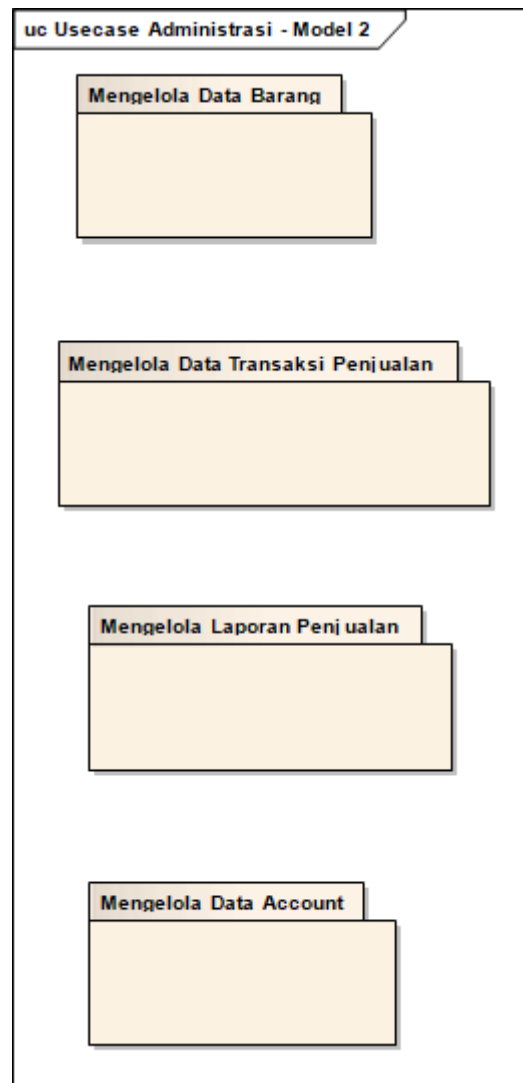 uc Usecase Administrasi - Model 2
Mengelola Data Barang
Mengelola Data Transaksi Penjualan
Mengelola Laporan Penjualan
Mengelola Data Account